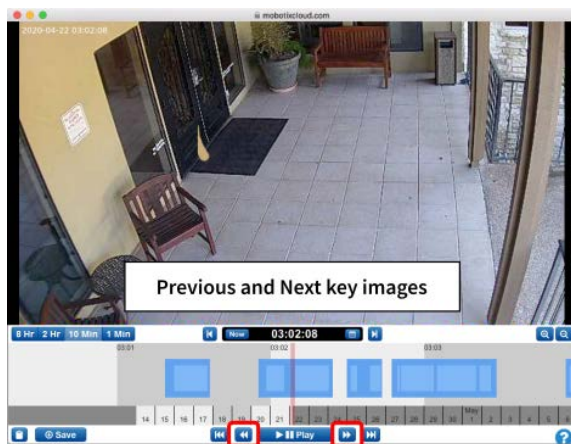 mobotixcloud.com
2020-04-22 03:02:08
Previous and Next key images
8 Hr 2 Hr 10 Min 1 Min Now 03:02:08
03:01 03:02 03:03
May
14 15 16 17 18 19 20 21 22 23 24 25 26 27 28 29 30 1 2 3 4 5 6
Save Play ?